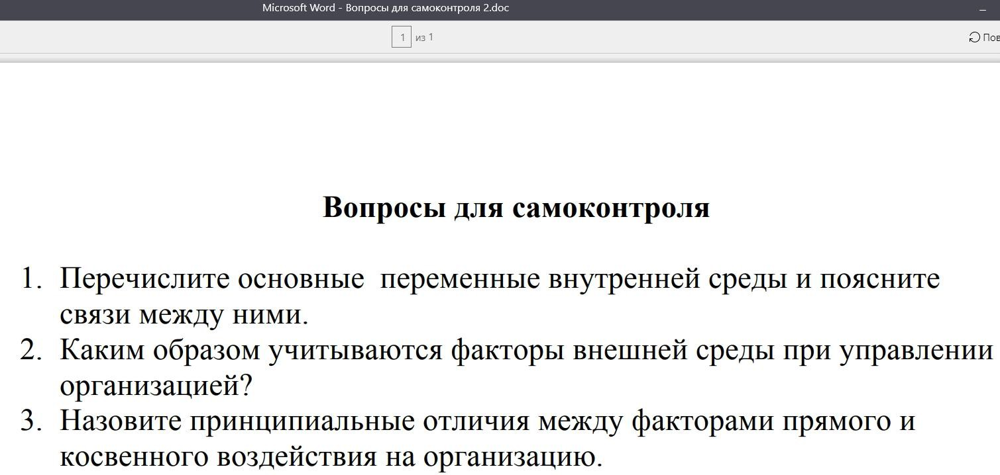 Microsoft Word - Вопросы для самоконтроля 2.doc
1 из 1
Пов
Вопросы для самоконтроля
1. Перечислите основные переменные внутренней среды и поясните
связи между ними.
2. Каким образом учитываются факторы внешней среды при управлении
организацией?
3. Назовите принципиальные отличия между факторами прямого и
косвенного воздействия на организацию.